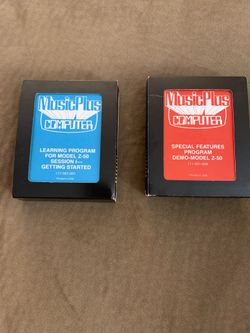 MusicPlus
COMPUTER
LEARNING PROGRAM
FOR MODEL Z-50
SESSION I—
GETTING STARTED
MusicPlus
COMPUTER
SPECIAL FEATURES
PROGRAM
DEMO-MODEL Z-50